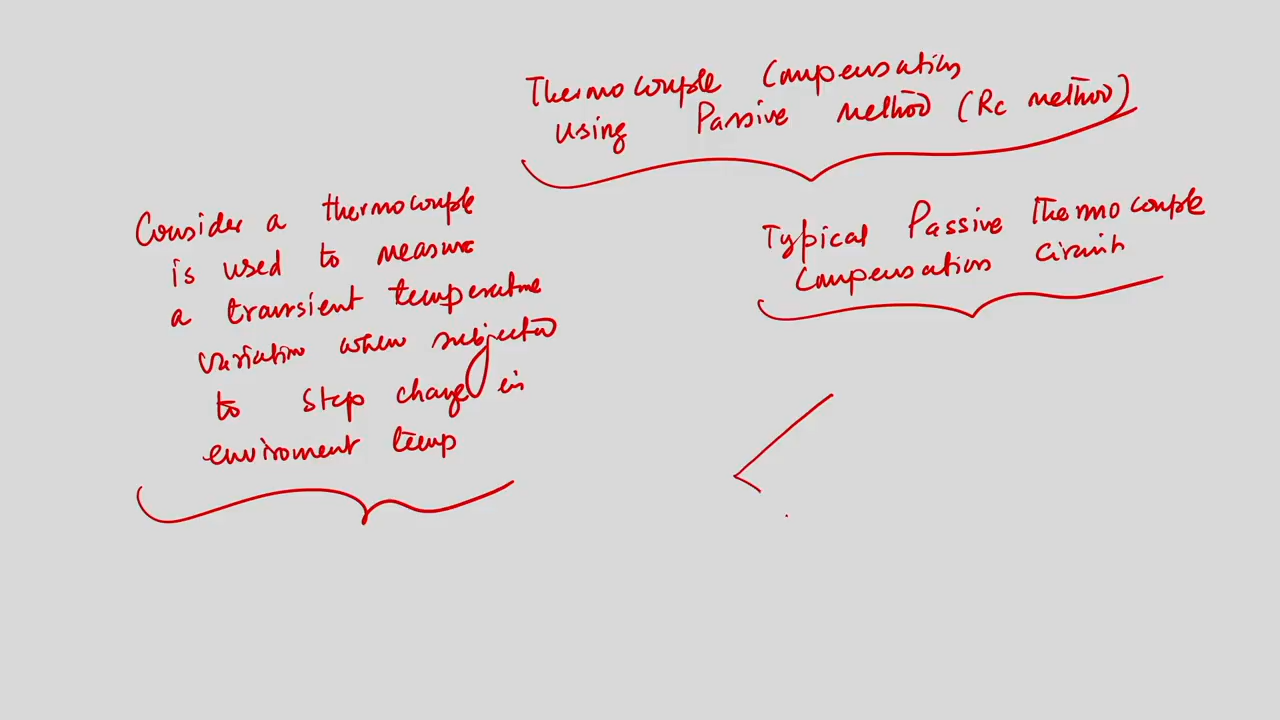 Thermocouple Compensation
using Passive method (RC method)
Consider a thermocouple
is used to measure
a transient temperature
variation when subjected
to step change in
enviroment temp
Typical Passive Thermocouple
Compensation circuit